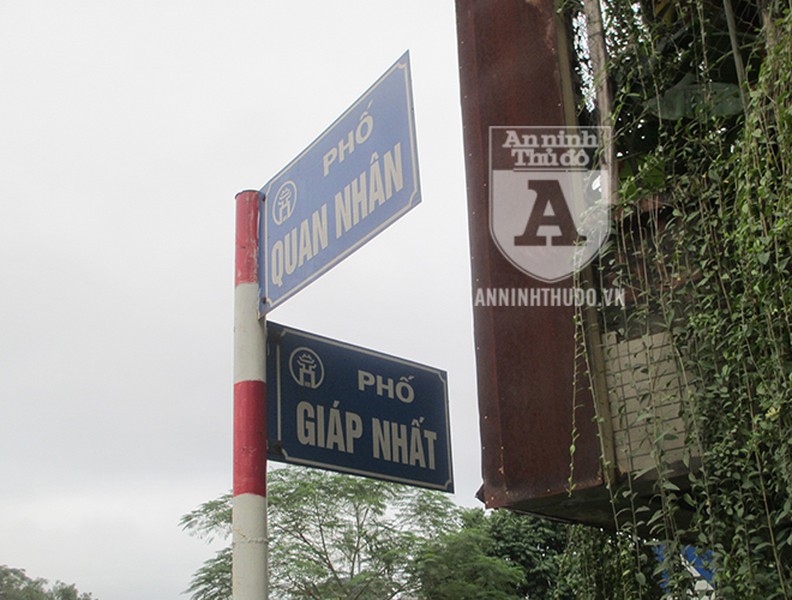 PHỐ
QUAN NHÂN
PHỐ
GIÁP NHẤT
An ninh
Thủ đô
A
ANNINHTHUDO.VN